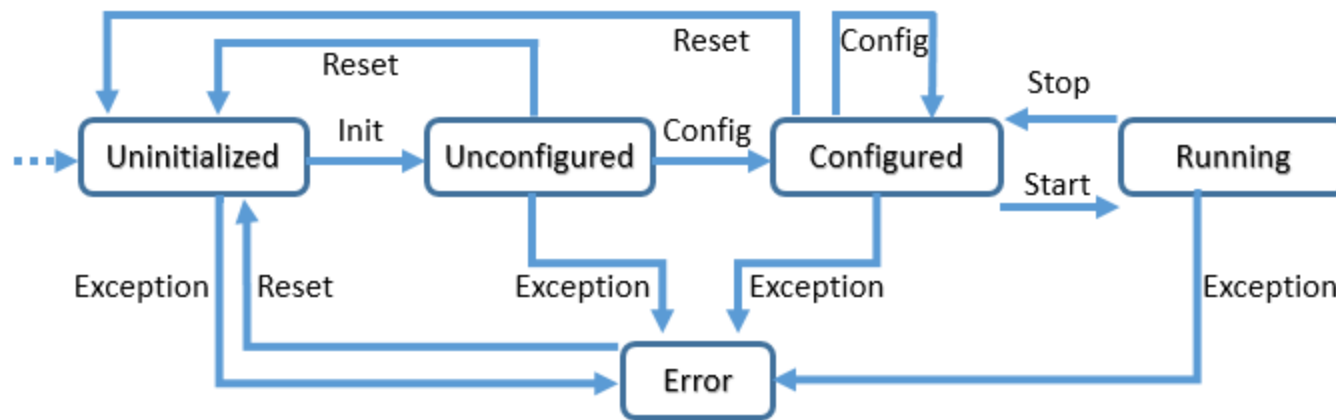 Reset
Config
Reset
Stop
Init
Config
Uninitialized
Unconfigured
Configured
Running
Start
Exception
Reset
Exception
Exception
Exception
Error